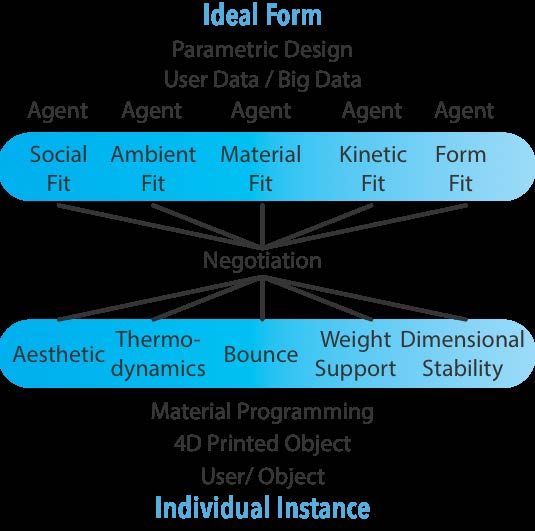 Ideal Form
Parametric Design
User Data / Big Data
Agent Agent Agent Agent Agent
Social Ambient Material Kinetic Form
Fit Fit Fit Fit Fit
Negotiation
Aesthetic Thermo- Bounce Weight Dimensional
dynamics Support Stability
Material Programming
4D Printed Object
User/ Object
Individual Instance